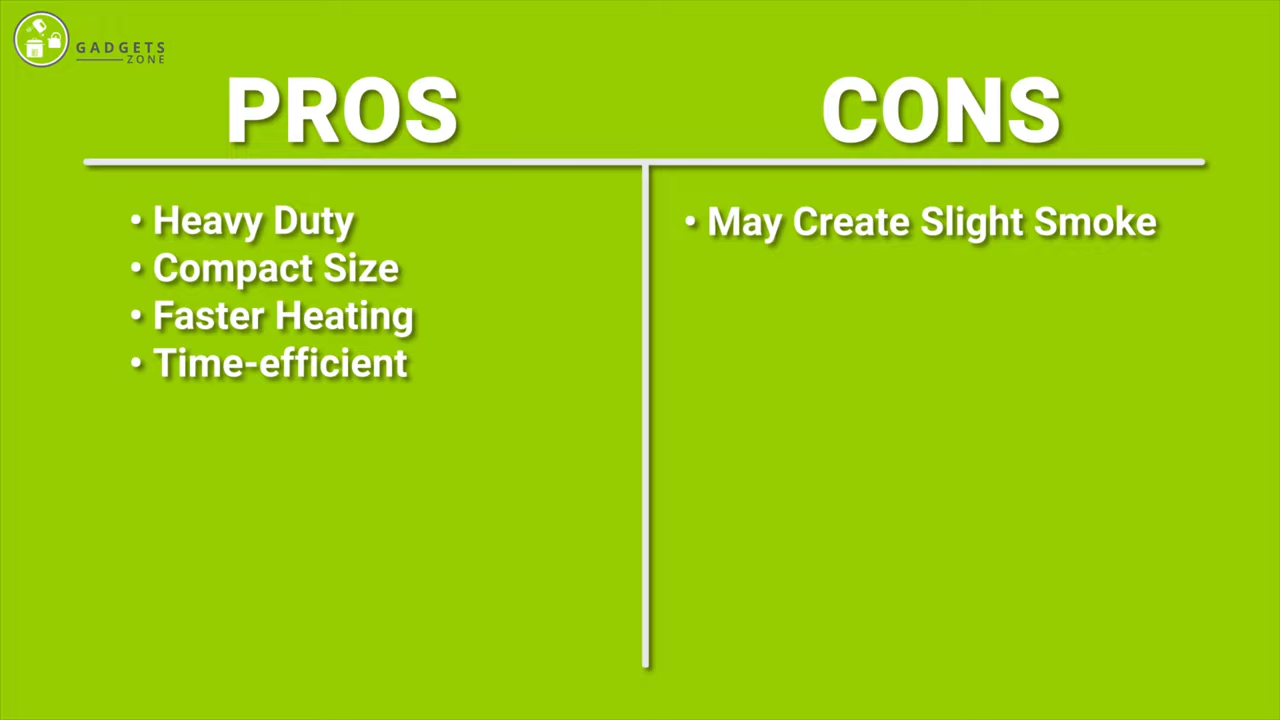 GADGETS
ZONE
PROS
• Heavy Duty
• Compact Size
• Faster Heating
• Time-efficient
CONS
• May Create Slight Smoke